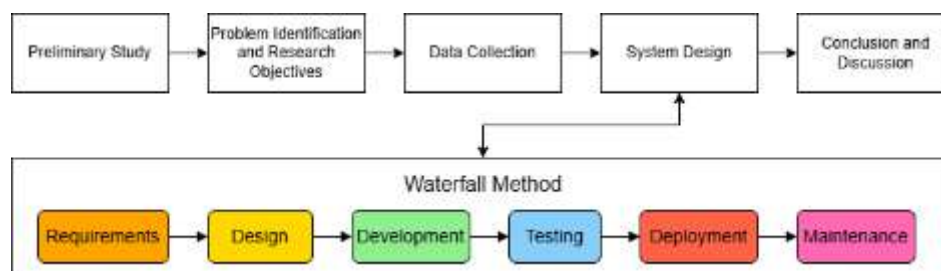 Preliminary Study
Problem Identification
and Research
Objectives
Data Collection
System Design
Conclusion and
Discussion
Waterfall Method
Requirements
Design
Development
Testing
Deployment
Maintenance